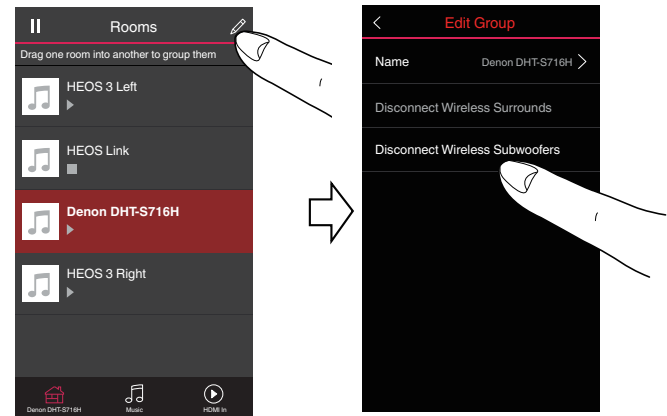 Rooms
Drag one room into another to group them
HEOS 3 Left
HEOS Link
Denon DHT-S716H
HEOS 3 Right
Denon DHT-S716H
Music
HDMI In
Edit Group
Name
Denon DHT-S716H
Disconnect Wireless Surrounds
Disconnect Wireless Subwoofers